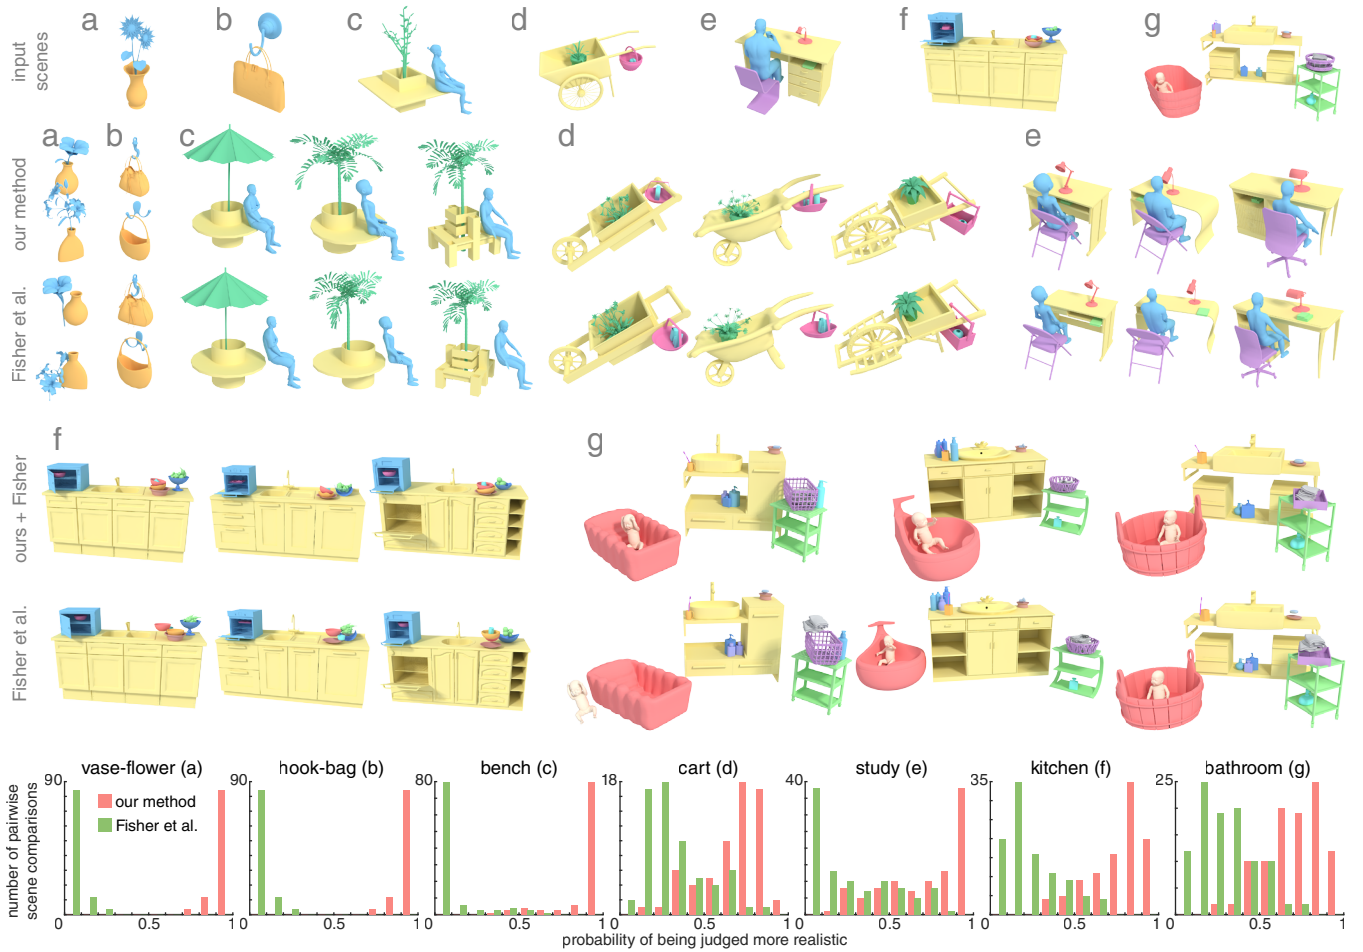 a b c d e f g
input
scenes
a b c d e
our method
Fisher et al.
f g
ours + Fisher
Fisher et al.
vase-flower (a) hook-bag (b) bench (c) cart (d) study (e) kitchen (f) bathroom (g)
90 90 80 18 40 35 25
number of pairwise
scene comparisons
our method
Fisher et al.
0 0.5 1 0 0.5 1 0 0.5 1 0 0.5 1 0 0.5 1 0 0.5 1 0 0.5 1
probability of being judged more realistic